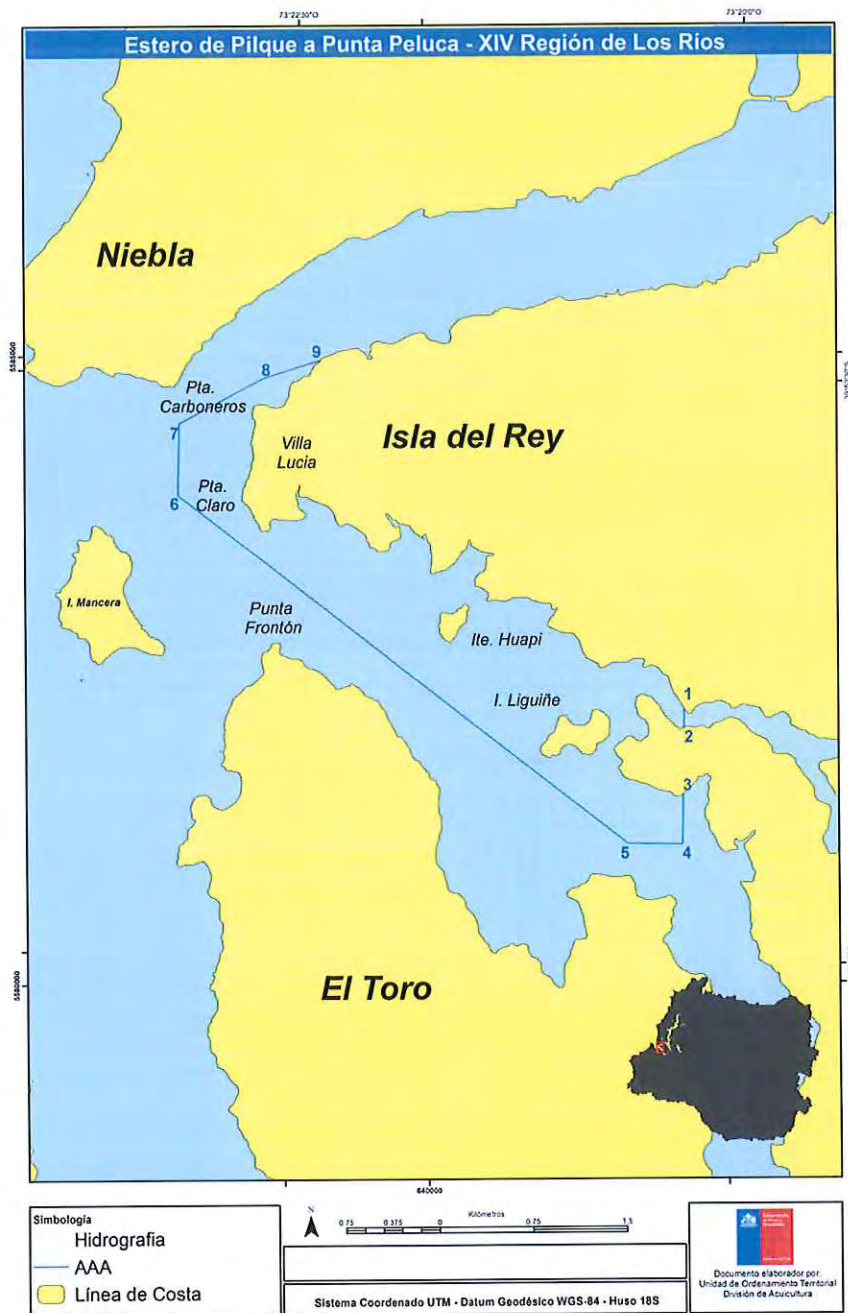 73°22'30"O
73°20'0"O
Estero de Pilque a Punta Peluca - XIV Región de Los Ríos
Niebla
5585000
9
8
Pta.
Carboneros
7
Isla del Rey
Villa
Lucia
Pta.
Claro
6
I. Mancera
Punta
Frontón
Ite. Huapi
I. Liguiñe
1
2
3
5
4
5580000
El Toro
640000
Simbología
Hidrografia
AAA
Línea de Costa
N
Kilómetros
0.75 0.375 0 0.75 1.5
Sistema Coordenado UTM - Datum Geodésico WGS-84 - Huso 18S
Documento elaborador por:
Unidad de Ordenamiento Territorial
División de Acuicultura